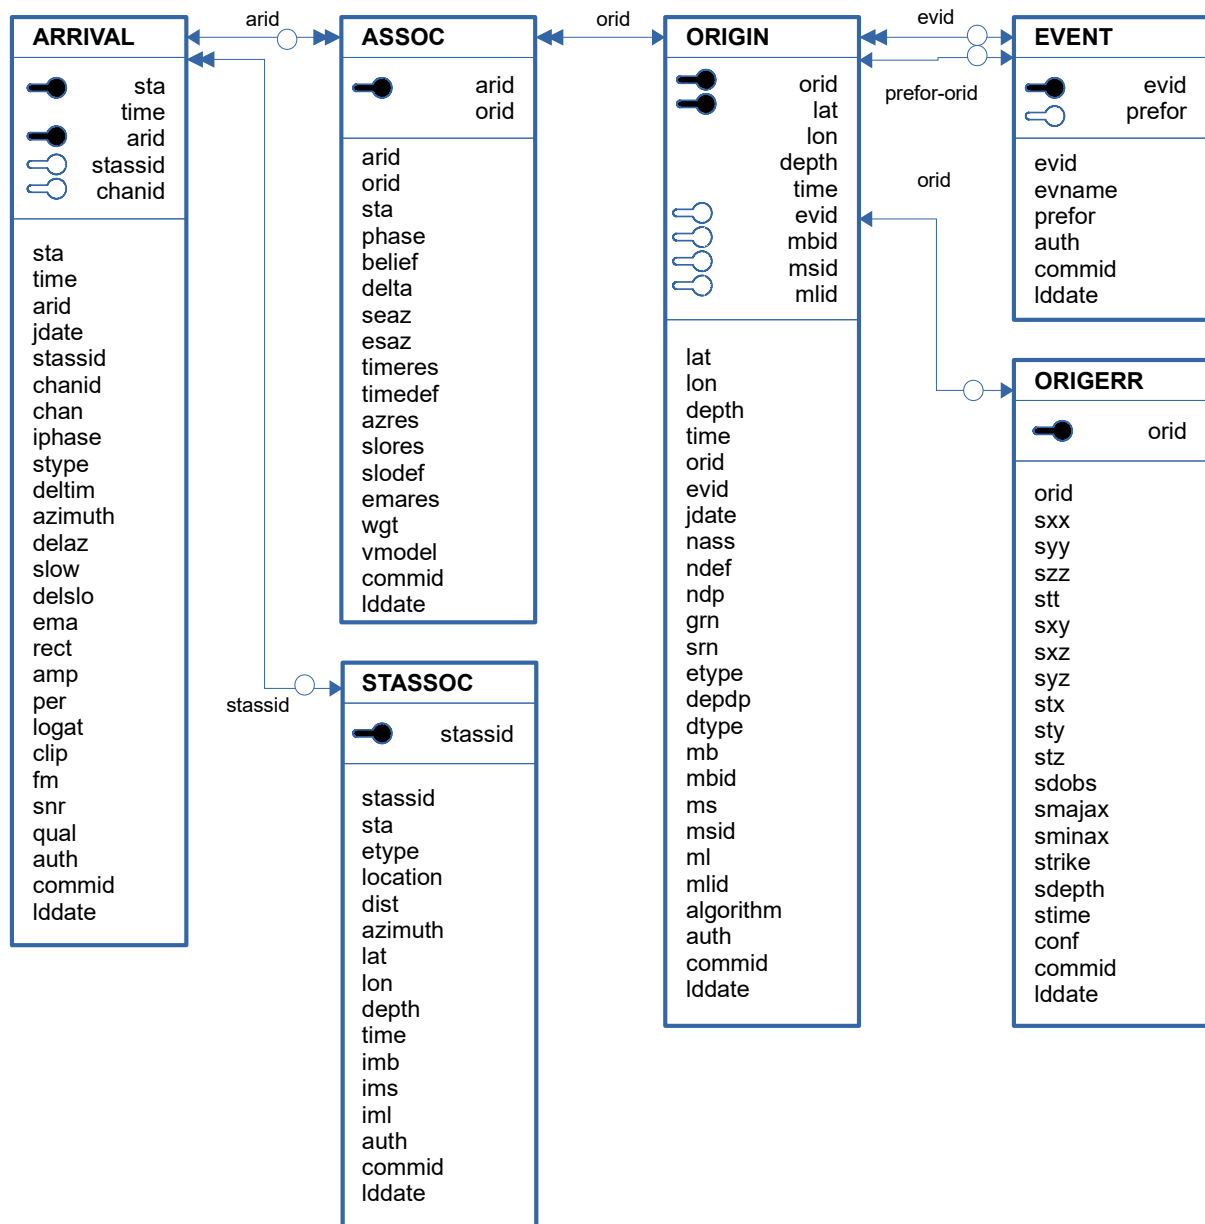 arid
orid
evid
prefor-orid
orid
stassid
ARRIVAL
sta
time
arid
stassid
chanid
sta
time
arid
jdate
stassid
chanid
chan
iphase
stype
deltim
azimuth
delaz
slow
delslo
ema
rect
amp
per
logat
clip
fm
snr
qual
auth
commid
lddate
ASSOC
arid
orid
arid
orid
sta
phase
belief
delta
seaz
esaz
timeres
timedef
azres
slores
slodef
emares
wgt
vmodel
commid
lddate
STASSOC
stassid
stassid
sta
etype
location
dist
azimuth
lat
lon
depth
time
imb
ims
iml
auth
commid
lddate
ORIGIN
orid
lat
lon
depth
time
evid
mbid
msid
mlid
lat
lon
depth
time
orid
evid
jdate
nass
ndef
ndp
grn
srn
etype
depdp
dtype
mb
mbid
ms
msid
ml
mlid
algorithm
auth
commid
lddate
EVENT
evid
prefor
evid
evname
prefor
auth
commid
lddate
ORIGERR
orid
orid
sxx
syy
szz
stt
sxy
sxz
syz
stx
sty
stz
sdobs
smajax
sminax
strike
sdepth
stime
conf
commid
lddate